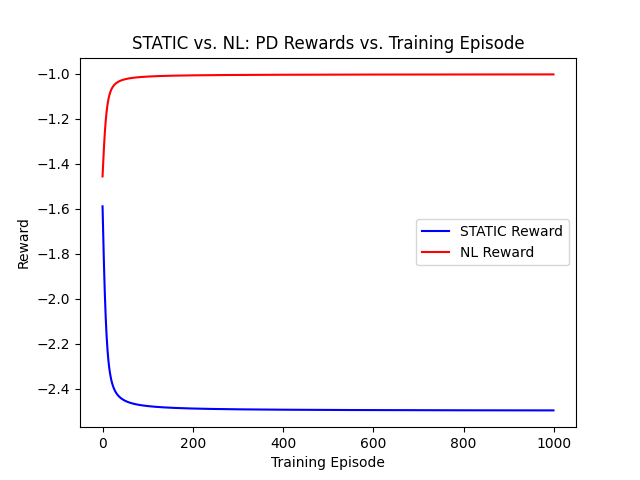 STATIC vs. NL: PD Rewards vs. Training Episode
−1.0
−1.2
−1.4
−1.6
−1.8
−2.0
−2.2
−2.4
Reward
STATIC Reward
NL Reward
0 200 400 600 800 1000
Training Episode